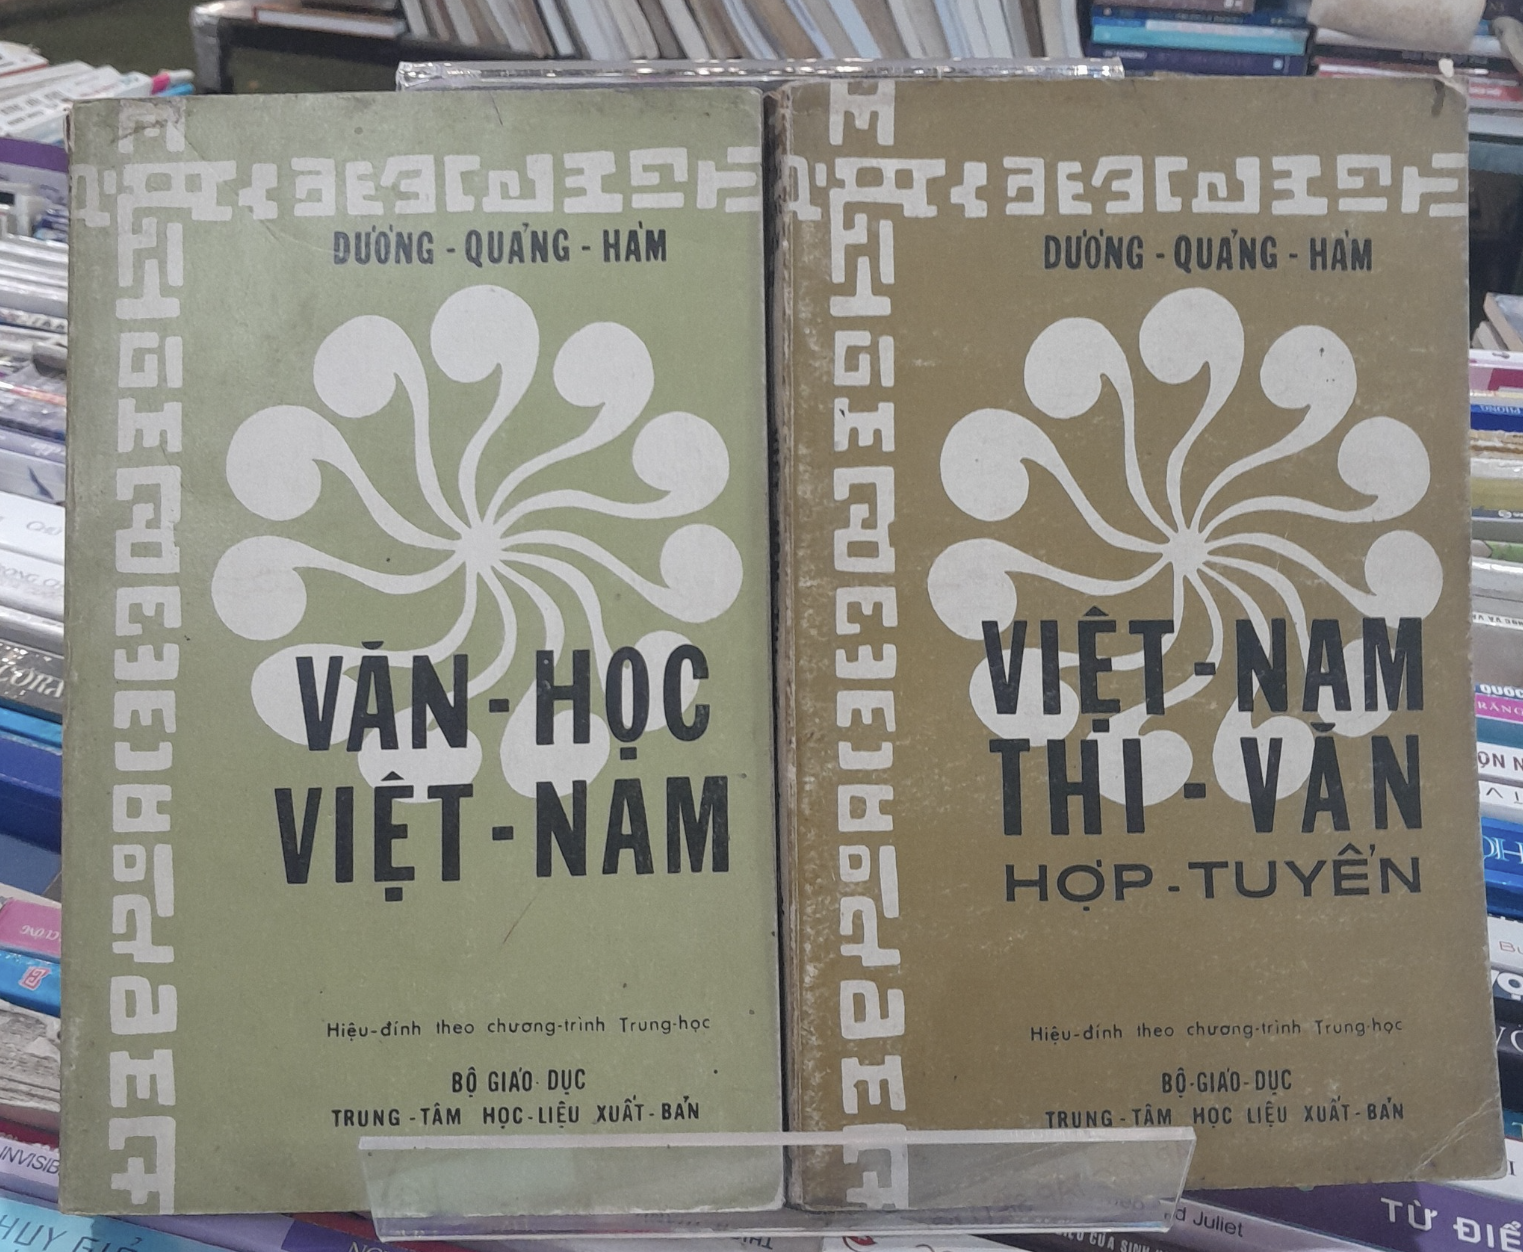 DƯƠNG - QUẢNG - HÀM
VĂN - HỌC
VIỆT - NAM
Hiệu-đính theo chương-trình Trung-học
BỘ GIÁO DỤC
TRUNG - TÂM HỌC - LIỆU XUẤT - BẢN
DƯƠNG - QUẢNG - HÀM
VIỆT - NAM
THI - VĂN
HỢP - TUYỂN
Hiệu-đính theo chương-trình Trung-học
BỘ-GIÁO-DỤC
TRUNG - TÂM HỌC LIỆU XUẤT - BẢN
INVISIB
Juliet
TỪ ĐIỂ